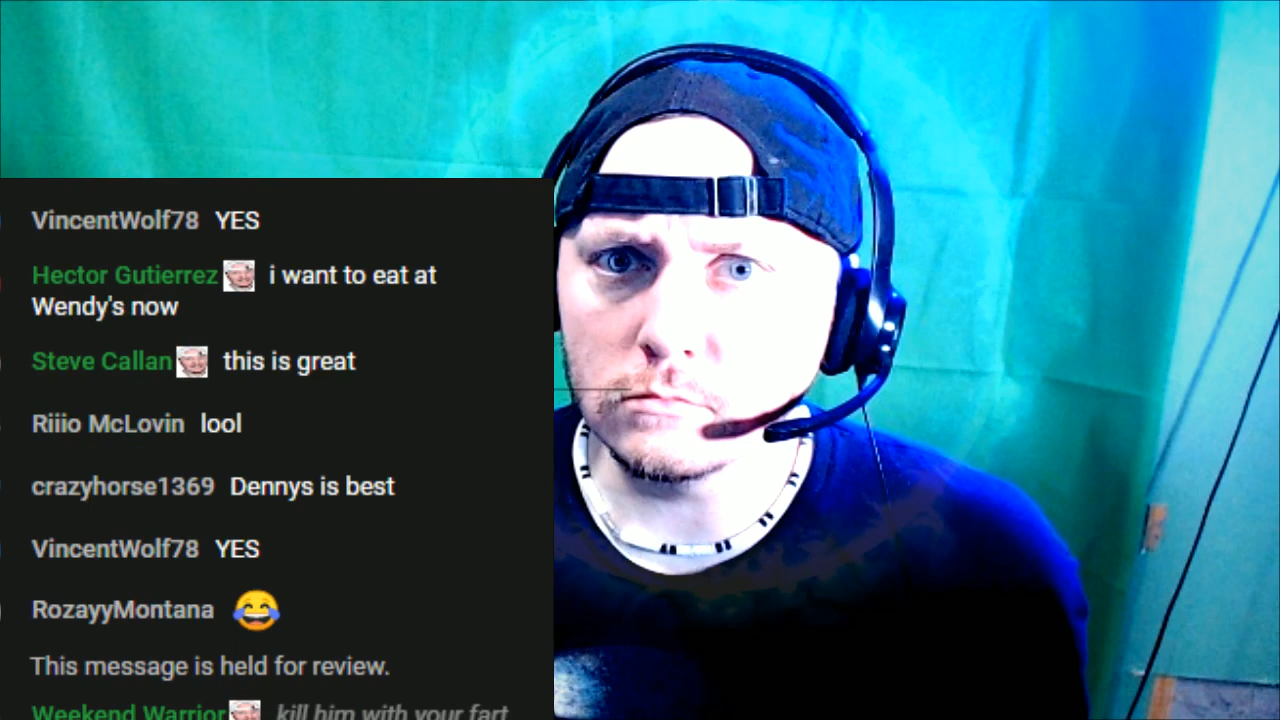 VincentWolf78 YES
Hector Gutierrez i want to eat at
Wendy's now
Steve Callan this is great
Riiio McLovin lool
crazyhorse1369 Dennys is best
VincentWolf78 YES
RozayyMontana 😂
This message is held for review.
Weekend Warrior kill him with your fart